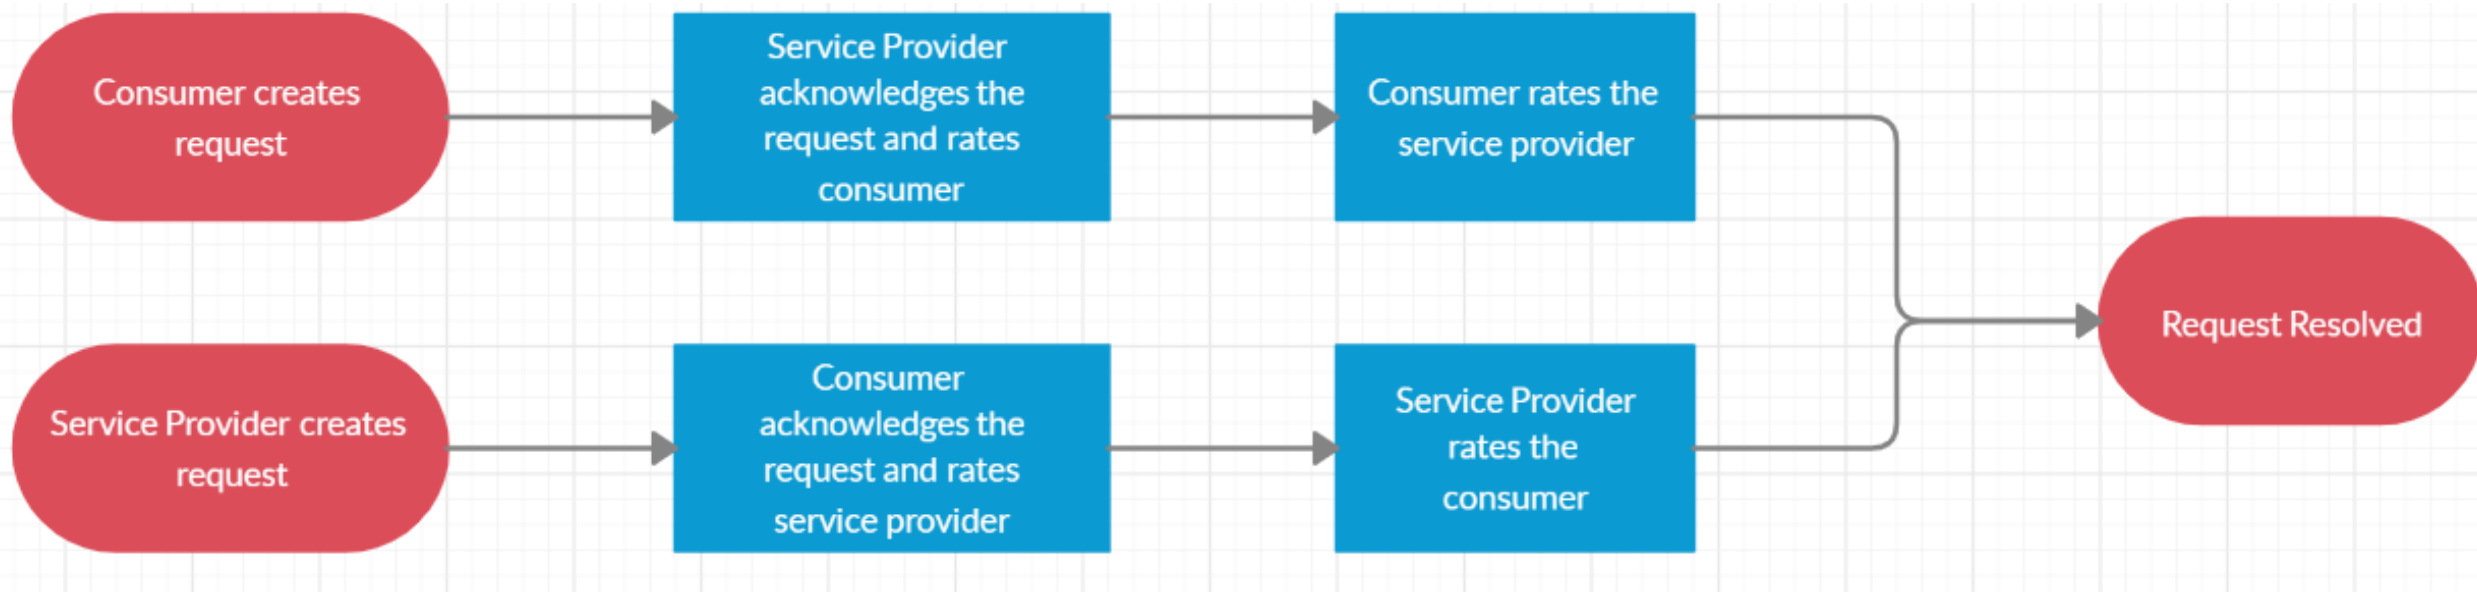 Consumer creates
request
Service Provider
acknowledges the
request and rates
consumer
Consumer rates the
service provider
Service Provider creates
request
Consumer
acknowledges the
request and rates
service provider
Service Provider
rates the
consumer
Request Resolved